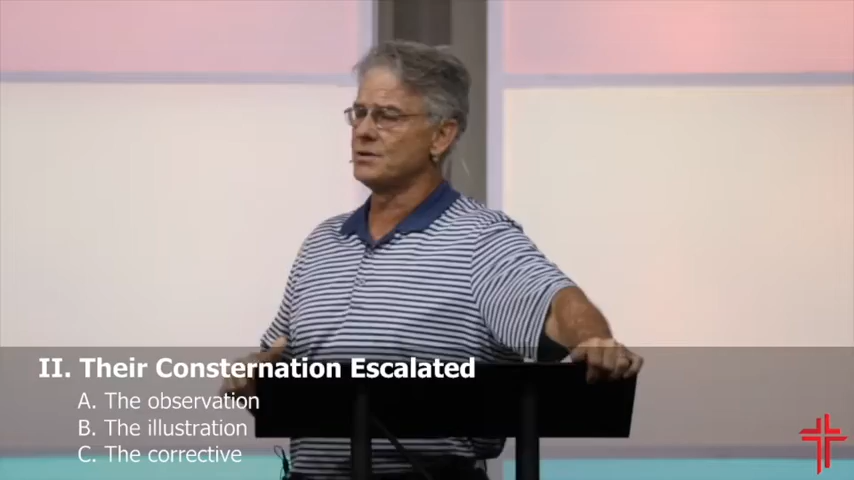 II. Their Consternation Escalated
A. The observation
B. The illustration
C. The corrective